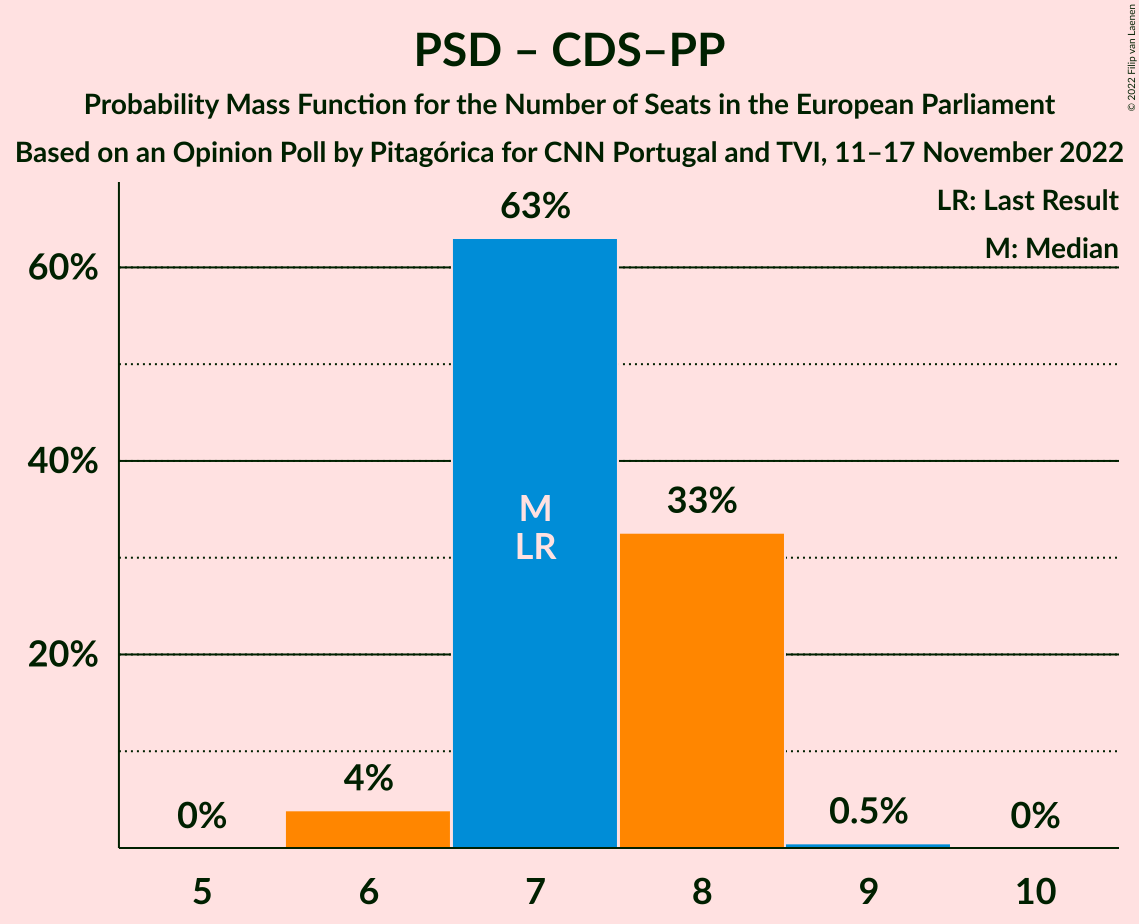 PSD – CDS–PP
Probability Mass Function for the Number of Seats in the European Parliament
Based on an Opinion Poll by Pitagórica for CNN Portugal and TVI, 11–17 November 2022
© 2022 Filip van Laenen
LR: Last Result
M: Median
63%
60%
40%
33%
M
LR
20%
4%
0%
0.5%
0%
5
6
7
8
9
10